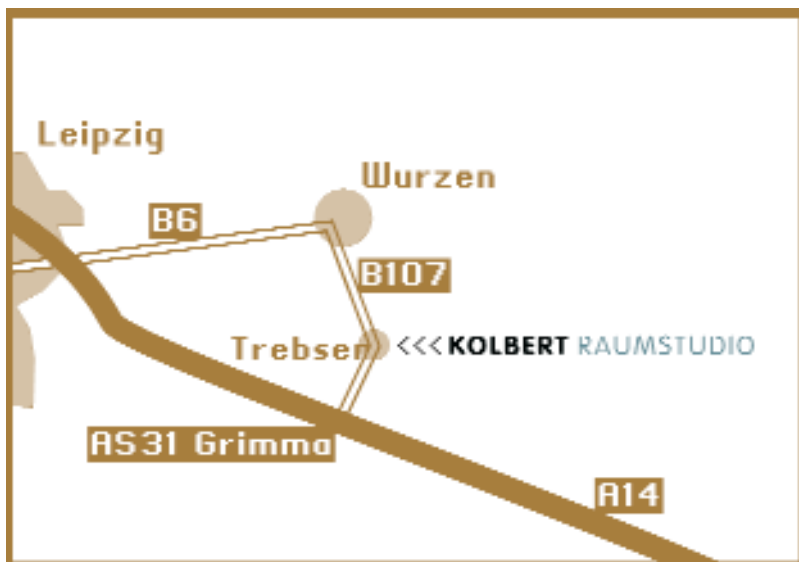 Leipzig
Wurzen
B6
B107
Trebsen
<<<KOLBERT RAUMSTUDIO
AS31 Grimma
A14